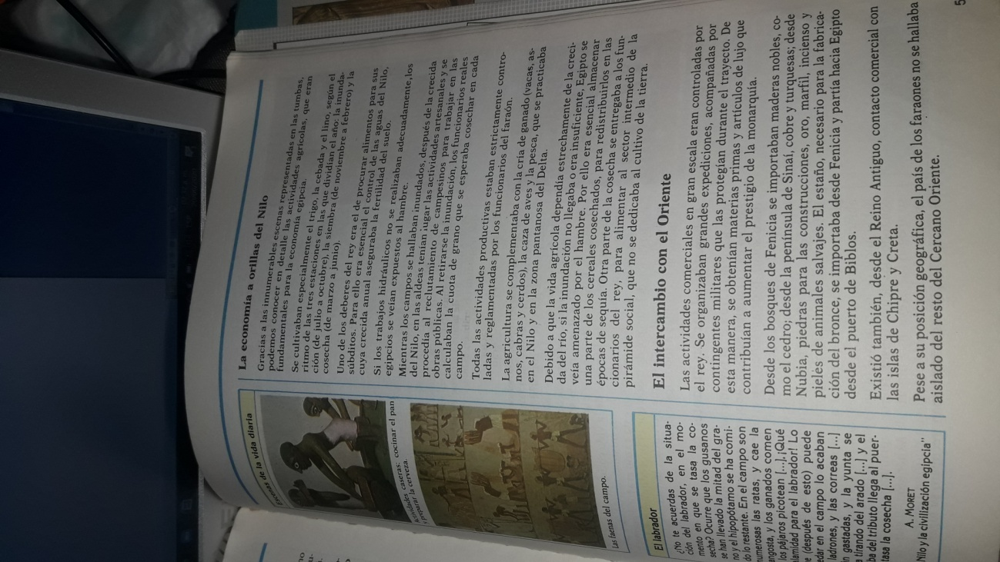 La economía a orillas del Nilo
Gracias a las innumerables escenas representadas en las tumbas,
podemos conocer en detalle las actividades agrícolas, que eran
fundamentales para la economía egipcia.
Se cultivaban especialmente el trigo, la cebada y el lino, según el
ritmo de las tres estaciones en las que dividían el año: la inunda-
ción (de julio a octubre), la siembra (de noviembre a febrero) y la
cosecha (de marzo a junio).
Uno de los deberes del rey era el de procurar alimentos para sus
súbditos. Para ello era esencial el control de las aguas del Nilo,
cuya crecida anual aseguraba la fertilidad del suelo.
Si los trabajos hidráulicos no se realizaban adecuadamente, los
egipcios se veían expuestos al hambre.
Mientras los campos se hallaban inundados, después de la crecida
del Nilo, en las aldeas tenían lugar las actividades artesanales y se
procedía al reclutamiento de campesinos para trabajar en las
obras públicas. Al retirarse la inundación, los funcionarios reales
calculaban la cuota de grano que se esperaba cosechar en cada
campo.
Todas las actividades productivas estaban estrictamente contro-
ladas y reglamentadas por los funcionarios del faraón.
La agricultura se complementaba con la cría de ganado (vacas, as-
nos, cabras y cerdos), la caza de aves y la pesca, que se practicaba
en el Nilo y en la zona pantanosa del Delta.
Debido a que la vida agrícola dependía estrechamente de la creci-
da del río, si la inundación no llegaba o era insuficiente, Egipto se
veía amenazado por el hambre. Por ello era esencial almacenar
una parte de los cereales cosechados, para redistribuirlos en las
épocas de sequía. Otra parte de la cosecha se entregaba a los fun-
cionarios del rey, para alimentar al sector intermedio de la
pirámide social, que no se dedicaba al cultivo de la tierra.
El intercambio con el Oriente
Las actividades comerciales en gran escala eran controladas por
el rey. Se organizaban grandes expediciones, acompañadas por
contingentes militares que las protegían durante el trayecto. De
esta manera, se obtenían materias primas y artículos de lujo que
contribuían a aumentar el prestigio de la monarquía.
Desde los bosques de Fenicia se importaban maderas nobles, co-
mo el cedro; desde la península de Sinaí, cobre y turquesas; desde
Nubia, piedras para las construcciones, oro, marfil, incienso y
pieles de animales salvajes. El estaño, necesario para la fabrica-
ción del bronce, se importaba desde Fenicia y partía hacia Egipto
desde el puerto de Biblos.
Existió también, desde el Reino Antiguo, contacto comercial con
las islas de Chipre y Creta.
Pese a su posición geográfica, el país de los faraones no se hallaba
aislado del resto del Cercano Oriente.
Escenas de la vida diaria
Actividades caseras: cocinar el pan
y preparar la cerveza.
Las faenas del campo.
El labrador
¿No te acuerdas de la situa-
ción del labrador, en el mo-
mento en que se tasa la co-
secha? Ocurre que los gusanos
se han llevado la mitad del gra-
no y el hipopótamo se ha comi-
do lo restante. En el campo son
numerosas las ratas, y cae la
angosta, y los ganados comen
los pájaros picotean [...]. ¡Qué
lamidad para el labrador! Lo
e (después de esto) puede
edar en el campo lo acaban
ladrones, y las correas [...]
n gastadas, y la yunta se
a tirando del arado [...] y el
ba del tributo llega al puer-
tasa la cosecha [...].
A. MORET
Nilo y la civilización egipcia"
5